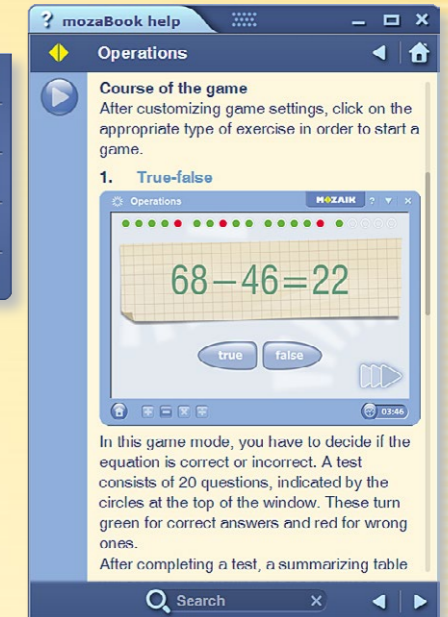 ? mozaBook help
Operations
Course of the game
After customizing game settings, click on the
appropriate type of exercise in order to start a
game.
1. True-false
Operations
MOZAIK ?
68−46=22
true false
03:46
In this game mode, you have to decide if the
equation is correct or incorrect. A test
consists of 20 questions, indicated by the
circles at the top of the window. These turn
green for correct answers and red for wrong
ones.
After completing a test, a summarizing table
Search